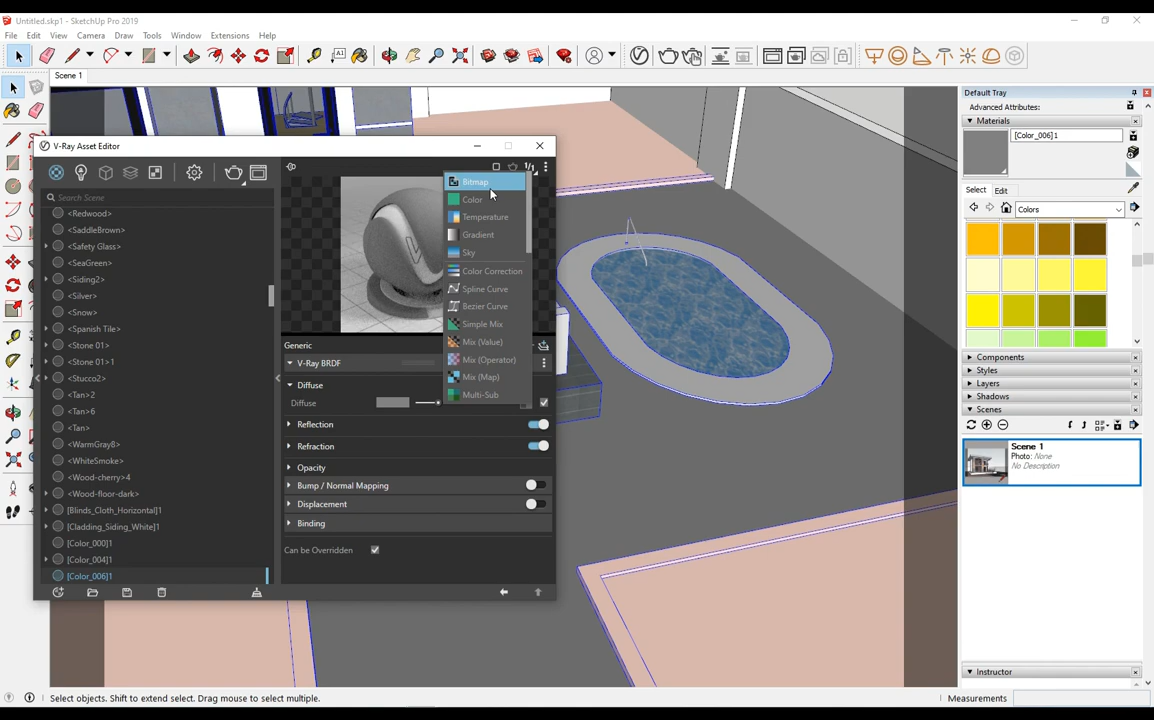 Untitled.skp1 - SketchUp Pro 2019
File Edit View Camera Draw Tools Window Extensions Help
Scene 1
Default Tray
Advanced Attributes:
Materials
[Color_006]1
Select Edit
Colors
Components
Styles
Layers
Shadows
Scenes
Scene 1
Photo: None
No Description
Instructor
V-Ray Asset Editor
Search Scene
<Redwood>
<SaddleBrown>
<Safety Glass>
<SeaGreen>
<Siding2>
<Silver>
<Snow>
<Spanish Tile>
<Stone 01>
<Stone 01>1
<Stucco2>
<Tan>2
<Tan>6
<Tan>
<WarmGray8>
<WhiteSmoke>
<Wood-cherry>4
<Wood-floor-dark>
[Blinds_Cloth_Horizontal]1
[Cladding_Siding_White]1
[Color_000]1
[Color_004]1
[Color_006]1
1/1
Bitmap
Color
Temperature
Gradient
Sky
Color Correction
Spline Curve
Bezier Curve
Simple Mix
Mix (Value)
Mix (Operator)
Mix (Map)
Multi-Sub
Generic
V-Ray BRDF
Diffuse
Diffuse
Reflection
Refraction
Opacity
Bump / Normal Mapping
Displacement
Binding
Can be Overridden
Select objects. Shift to extend select. Drag mouse to select multiple.
Measurements